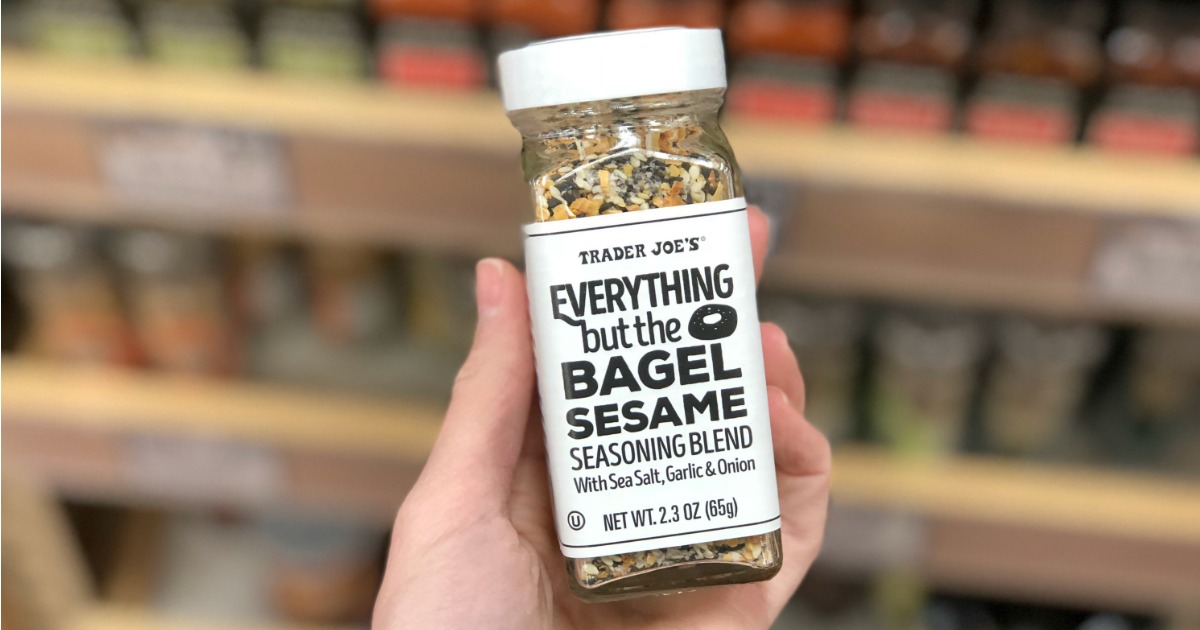 TRADER JOE'S®
EVERYTHING
but the
BAGEL
SESAME
SEASONING BLEND
With Sea Salt, Garlic & Onion
U NET WT. 2.3 OZ (65g)